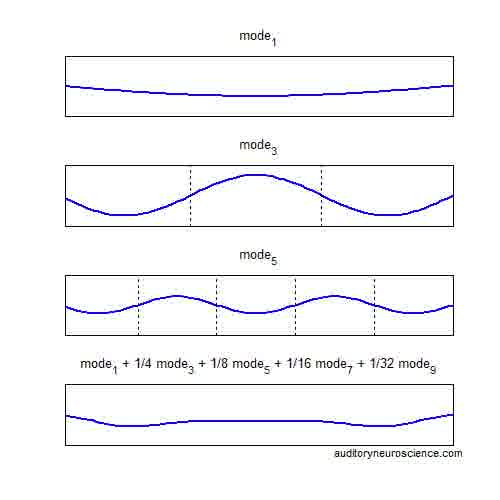 mode1
mode3
mode5
mode1 + 1/4 mode3 + 1/8 mode5 + 1/16 mode7 + 1/32 mode9
auditoryneuroscience.com